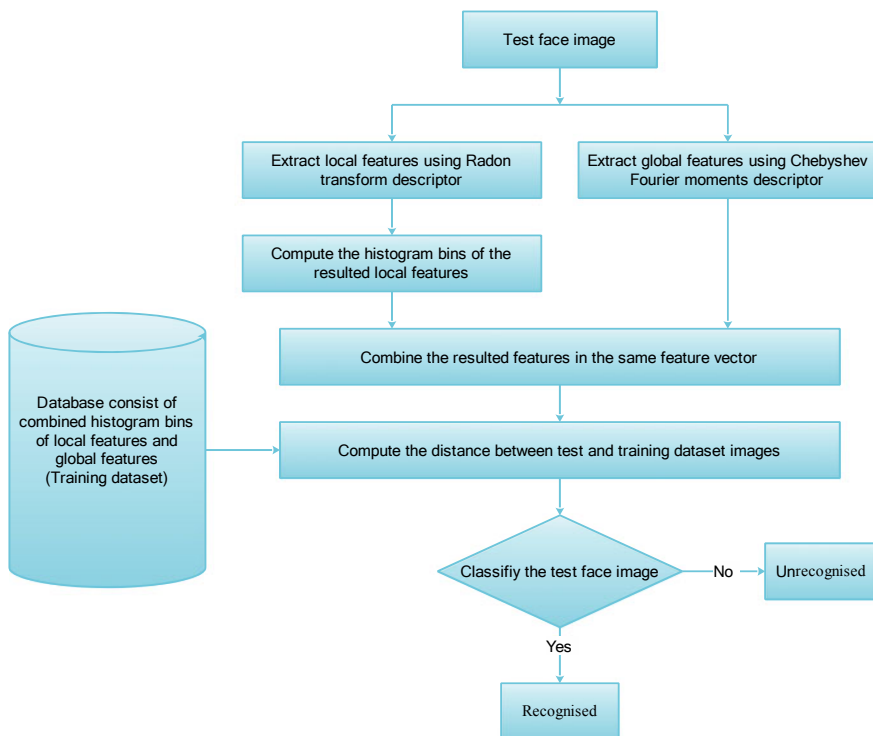 Test face image
Extract local features using Radon
transform descriptor
Extract global features using Chebyshev
Fourier moments descriptor
Compute the histogram bins of the
resulted local features
Combine the resulted features in the same feature vector
Database consist of
combined histogram bins
of local features and
global features
(Training dataset)
Compute the distance between test and training dataset images
Classifiy the test face image
No
Unrecognised
Yes
Recognised